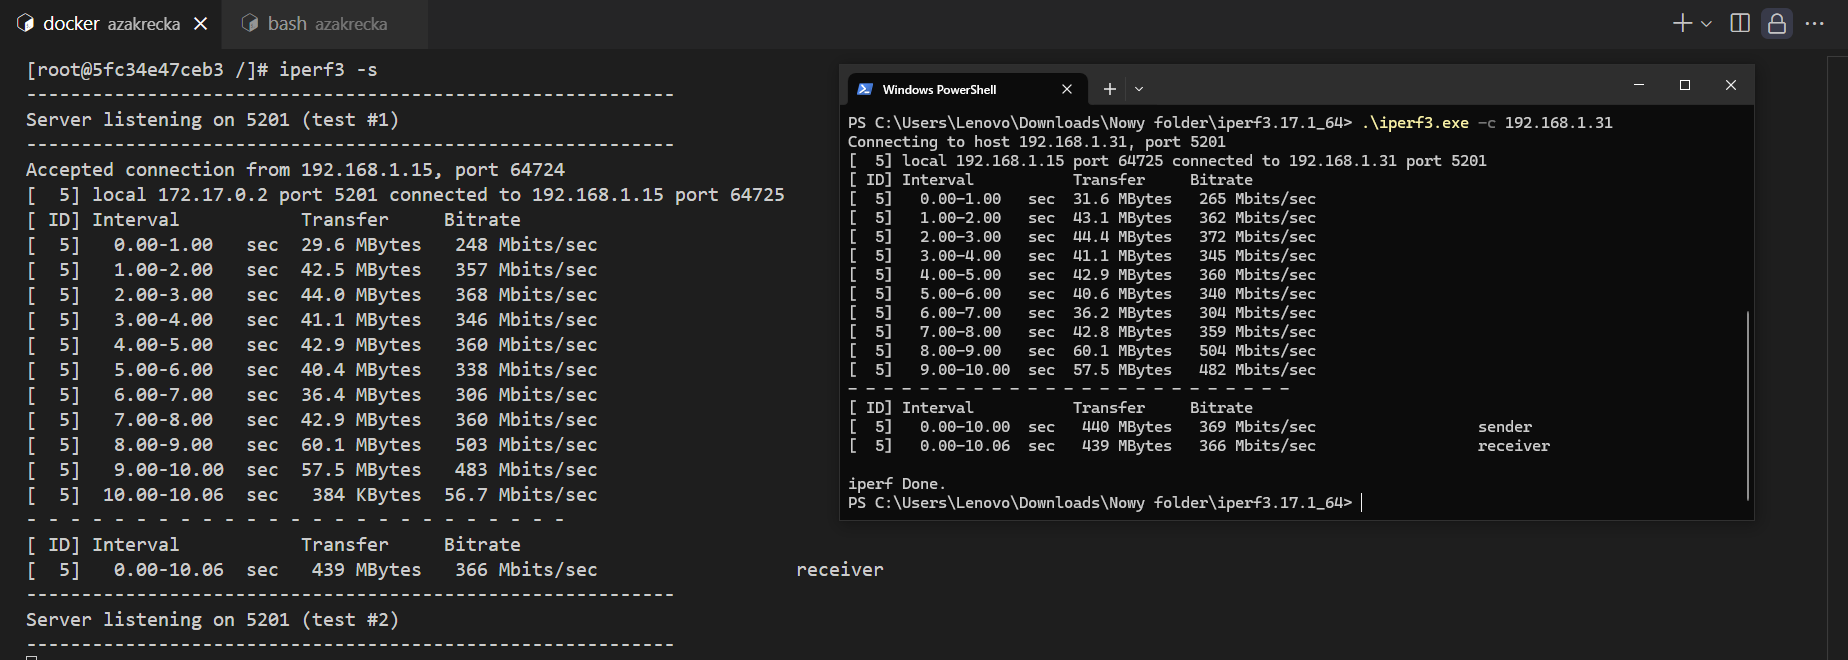 docker azakrecka
bash azakrecka
[root@5fc34e47ceb3 /]# iperf3 -s
-----------------------------------------------------------
Server listening on 5201 (test #1)
-----------------------------------------------------------
Accepted connection from 192.168.1.15, port 64724
[  5] local 172.17.0.2 port 5201 connected to 192.168.1.15 port 64725
[ ID] Interval           Transfer     Bitrate
[  5]   0.00-1.00   sec  29.6 MBytes   248 Mbits/sec
[  5]   1.00-2.00   sec  42.5 MBytes   357 Mbits/sec
[  5]   2.00-3.00   sec  44.0 MBytes   368 Mbits/sec
[  5]   3.00-4.00   sec  41.1 MBytes   346 Mbits/sec
[  5]   4.00-5.00   sec  42.9 MBytes   360 Mbits/sec
[  5]   5.00-6.00   sec  40.4 MBytes   338 Mbits/sec
[  5]   6.00-7.00   sec  36.4 MBytes   306 Mbits/sec
[  5]   7.00-8.00   sec  42.9 MBytes   360 Mbits/sec
[  5]   8.00-9.00   sec  60.1 MBytes   503 Mbits/sec
[  5]   9.00-10.00  sec  57.5 MBytes   483 Mbits/sec
[  5]  10.00-10.06  sec   384 KBytes  56.7 Mbits/sec
- - - - - - - - - - - - - - - - - - - - - - - - -
[ ID] Interval           Transfer     Bitrate
[  5]   0.00-10.06  sec   439 MBytes   366 Mbits/sec                  receiver
-----------------------------------------------------------
Server listening on 5201 (test #2)
-----------------------------------------------------------
Windows PowerShell
PS C:\Users\Lenovo\Downloads\Nowy folder\iperf3.17.1_64> .\iperf3.exe -c 192.168.1.31
Connecting to host 192.168.1.31, port 5201
[  5] local 192.168.1.15 port 64725 connected to 192.168.1.31 port 5201
[ ID] Interval           Transfer     Bitrate
[  5]   0.00-1.00   sec  31.6 MBytes   265 Mbits/sec
[  5]   1.00-2.00   sec  43.1 MBytes   362 Mbits/sec
[  5]   2.00-3.00   sec  44.4 MBytes   372 Mbits/sec
[  5]   3.00-4.00   sec  41.1 MBytes   345 Mbits/sec
[  5]   4.00-5.00   sec  42.9 MBytes   360 Mbits/sec
[  5]   5.00-6.00   sec  40.6 MBytes   340 Mbits/sec
[  5]   6.00-7.00   sec  36.2 MBytes   304 Mbits/sec
[  5]   7.00-8.00   sec  42.8 MBytes   359 Mbits/sec
[  5]   8.00-9.00   sec  60.1 MBytes   504 Mbits/sec
[  5]   9.00-10.00  sec  57.5 MBytes   482 Mbits/sec
- - - - - - - - - - - - - - - - - - - - - - - - -
[ ID] Interval           Transfer     Bitrate
[  5]   0.00-10.00  sec   440 MBytes   369 Mbits/sec                  sender
[  5]   0.00-10.06  sec   439 MBytes   366 Mbits/sec                  receiver
iperf Done.
PS C:\Users\Lenovo\Downloads\Nowy folder\iperf3.17.1_64>